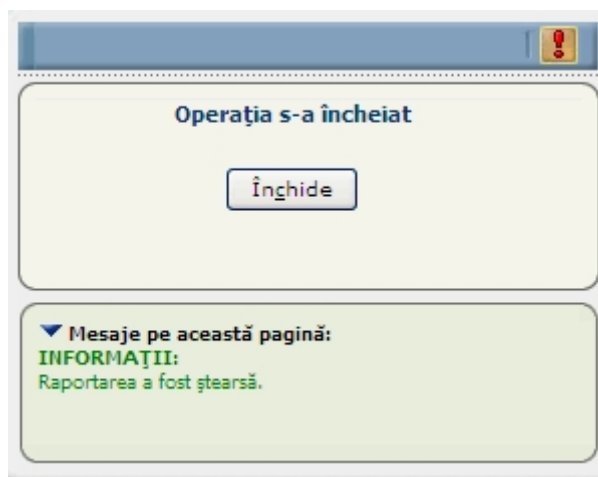 Operaţia s-a încheiat
Închide
Mesaje pe această pagină:
INFORMAŢII:
Raportarea a fost ştearsă.